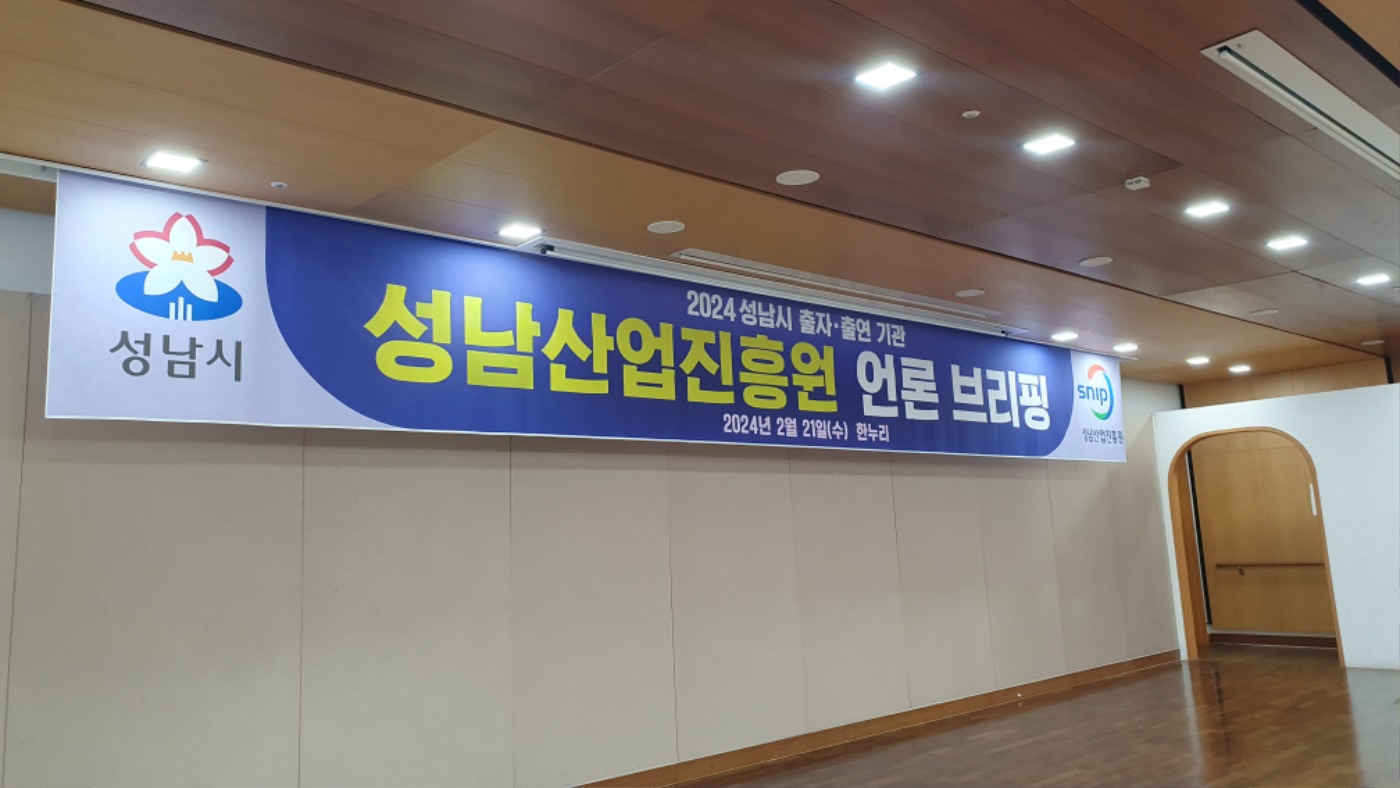 성남시
2024 성남시 출자·출연 기관
성남산업진흥원 언론 브리핑
2024년 2월 21일(수) 한누리
snip
성남산업진흥원